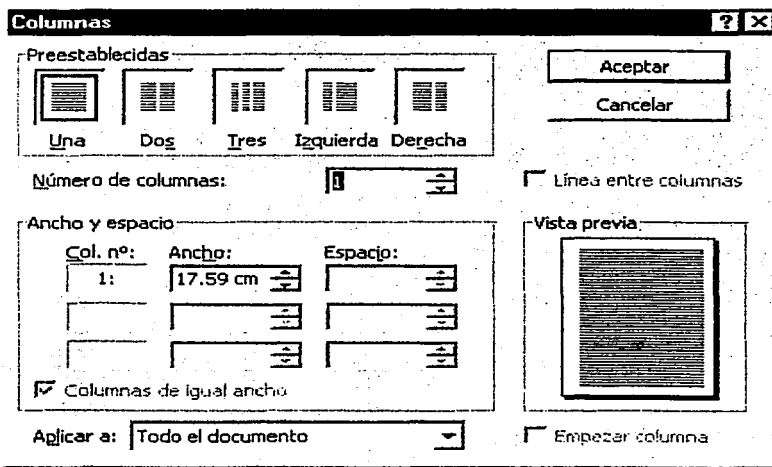 Columnas
Preestablecidas
Aceptar
Cancelar
Una Dos Tres Izquierda Derecha
Número de columnas: 1
Línea entre columnas
Ancho y espacio
Vista previa
Col. nº: Ancho: Espacio:
1: 17.59 cm
Columnas de igual ancho
Aplicar a: Todo el documento
Empezar columna